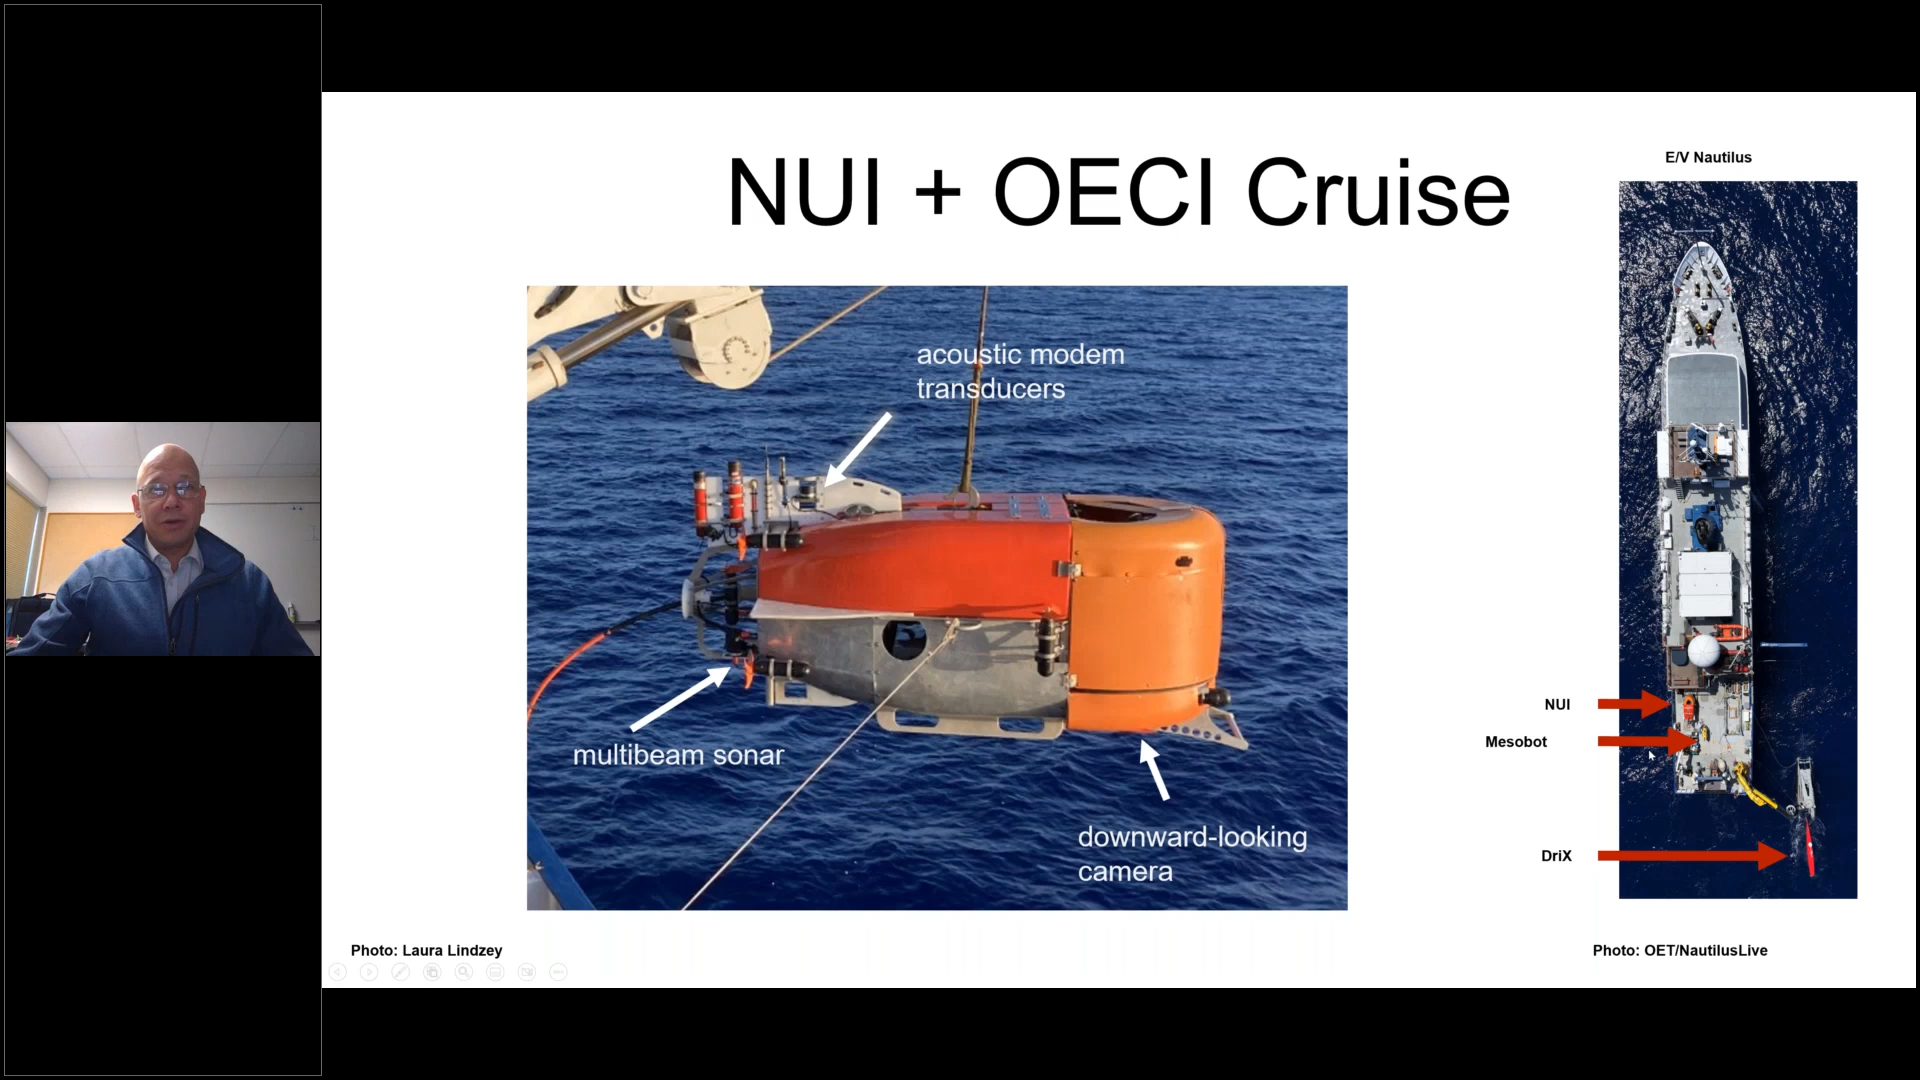 NUI + OECI Cruise
E/V Nautilus
acoustic modem
transducers
multibeam sonar
downward-looking
camera
NUI
Mesobot
DriX
Photo: Laura Lindzey
Photo: OET/NautilusLive